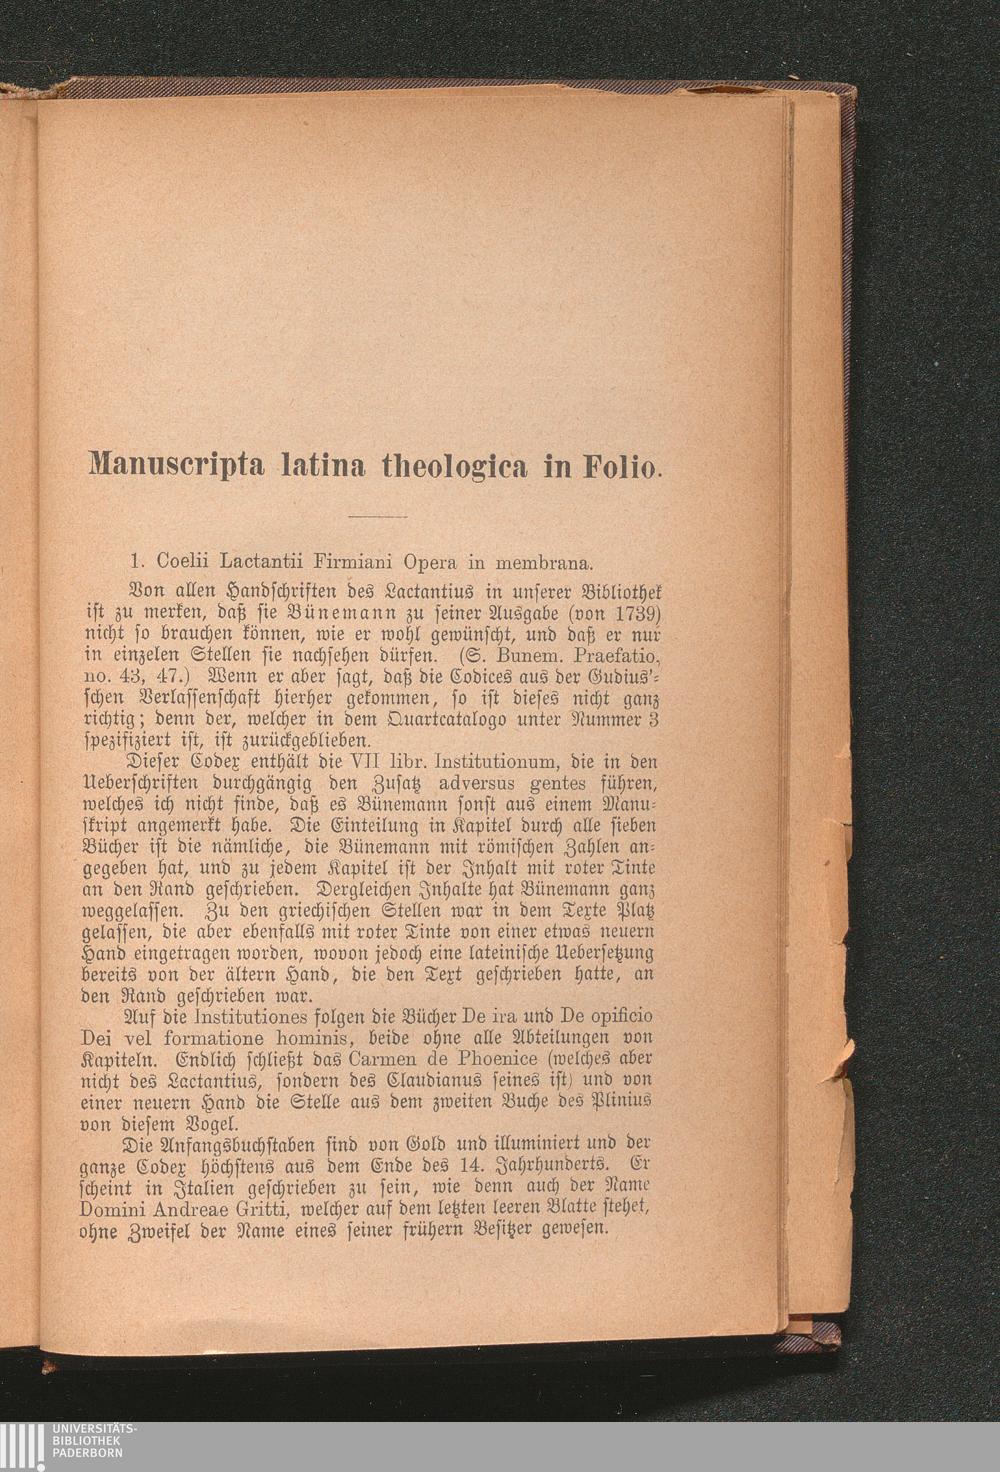 Manuscripta latina theologica in Folio.
1. Coelii Lactantii Firmiani Opera in membrana.
Von allen Handschriften des Lactantius in unserer Bibliothek
ist zu merken, daß sie Bünemann zu seiner Ausgabe (von 1739)
nicht so brauchen können, wie er wohl gewünscht, und daß er nur
in einzelen Stellen sie nachsehen dürfen. (S. Bunem. Praefatio,
no. 43, 47.) Wenn er aber sagt, daß die Codices aus der Gudius'-
schen Verlassenschaft hierher gekommen, so ist dieses nicht ganz
richtig; denn der, welcher in dem Quartcatalogo unter Nummer 3
spezifiziert ist, ist zurückgeblieben.
Dieser Codex enthält die VII libr. Institutionum, die in den
Ueberschriften durchgängig den Zusatz adversus gentes führen,
welches ich nicht finde, daß es Bünemann sonst aus einem Manu-
skript angemerkt habe. Die Einteilung in Kapitel durch alle sieben
Bücher ist die nämliche, die Bünemann mit römischen Zahlen an-
gegeben hat, und zu jedem Kapitel ist der Inhalt mit roter Tinte
an den Rand geschrieben. Dergleichen Inhalte hat Bünemann ganz
weggelassen. Zu den griechischen Stellen war in dem Texte Platz
gelassen, die aber ebenfalls mit roter Tinte von einer etwas neuern
Hand eingetragen worden, wovon jedoch eine lateinische Uebersetzung
bereits von der ältern Hand, die den Text geschrieben hatte, an
den Rand geschrieben war.
Auf die Institutiones folgen die Bücher De ira und De opificio
Dei vel formatione hominis, beide ohne alle Abteilungen von
Kapiteln. Endlich schließt das Carmen de Phoenice (welches aber
nicht des Lactantius, sondern des Claudianus seines ist) und von
einer neuern Hand die Stelle aus dem zweiten Buche des Plinius
von diesem Vogel.
Die Anfangsbuchstaben sind von Gold und illuminiert und der
ganze Codex höchstens aus dem Ende des 14. Jahrhunderts. Er
scheint in Italien geschrieben zu sein, wie denn auch der Name
Domini Andreae Gritti, welcher auf dem letzten leeren Blatte stehet,
ohne Zweifel der Name eines seiner frühern Besitzer gewesen.
UNIVERSITÄTS-
BIBLIOTHEK
PADERBORN